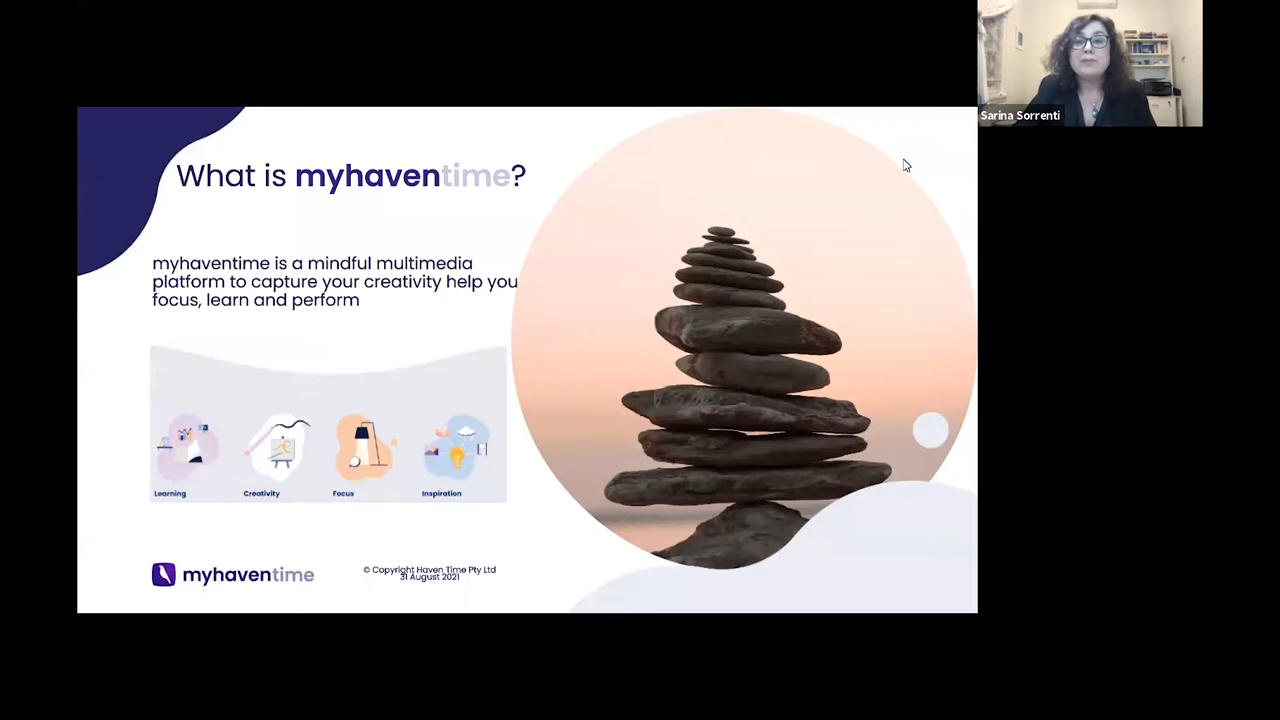 Sarina Sorrenti
What is myhaventime?
myhaventime is a mindful multimedia
platform to capture your creativity help you
focus, learn and perform
Learning
Creativity
Focus
Inspiration
myhaventime
© Copyright Haven Time Pty Ltd
31 August 2021